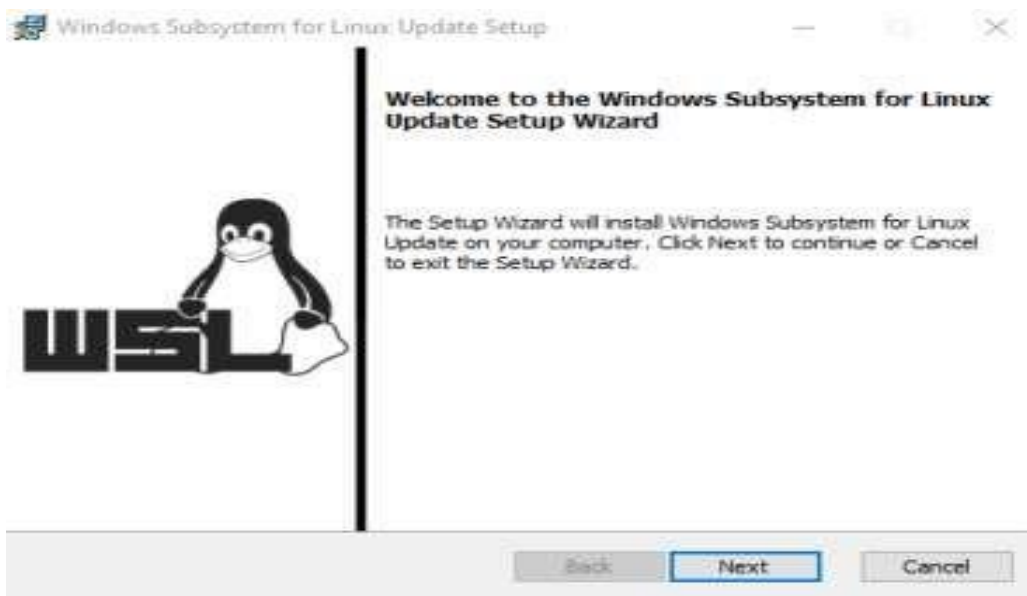 Windows Subsystem for Linux Update Setup
Welcome to the Windows Subsystem for Linux
Update Setup Wizard
The Setup Wizard will install Windows Subsystem for Linux
Update on your computer. Click Next to continue or Cancel
to exit the Setup Wizard.
WSL
Back Next Cancel